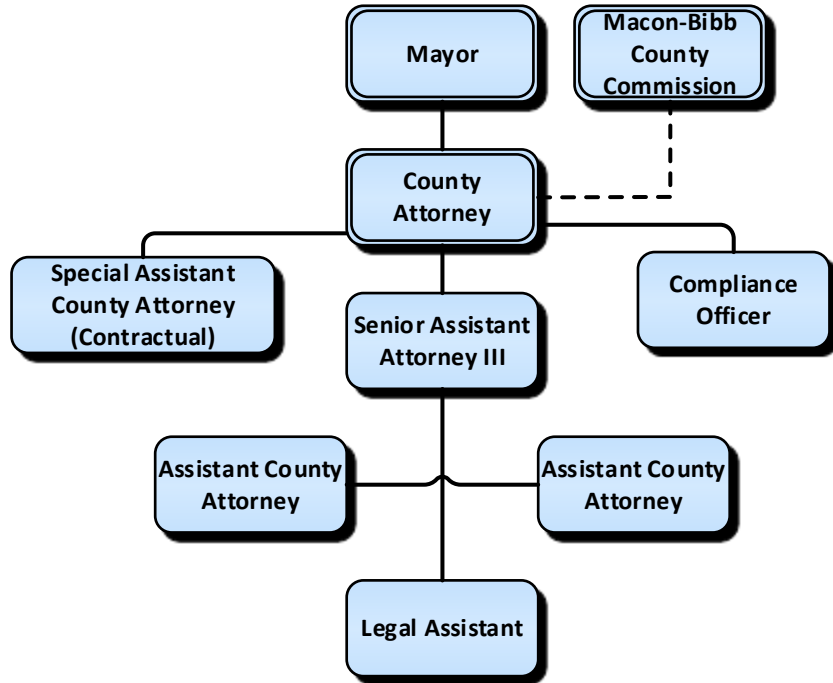 Mayor
Macon-Bibb
County
Commission
County
Attorney
Special Assistant
County Attorney
(Contractual)
Compliance
Officer
Senior Assistant
Attorney III
Assistant County
Attorney
Assistant County
Attorney
Legal Assistant